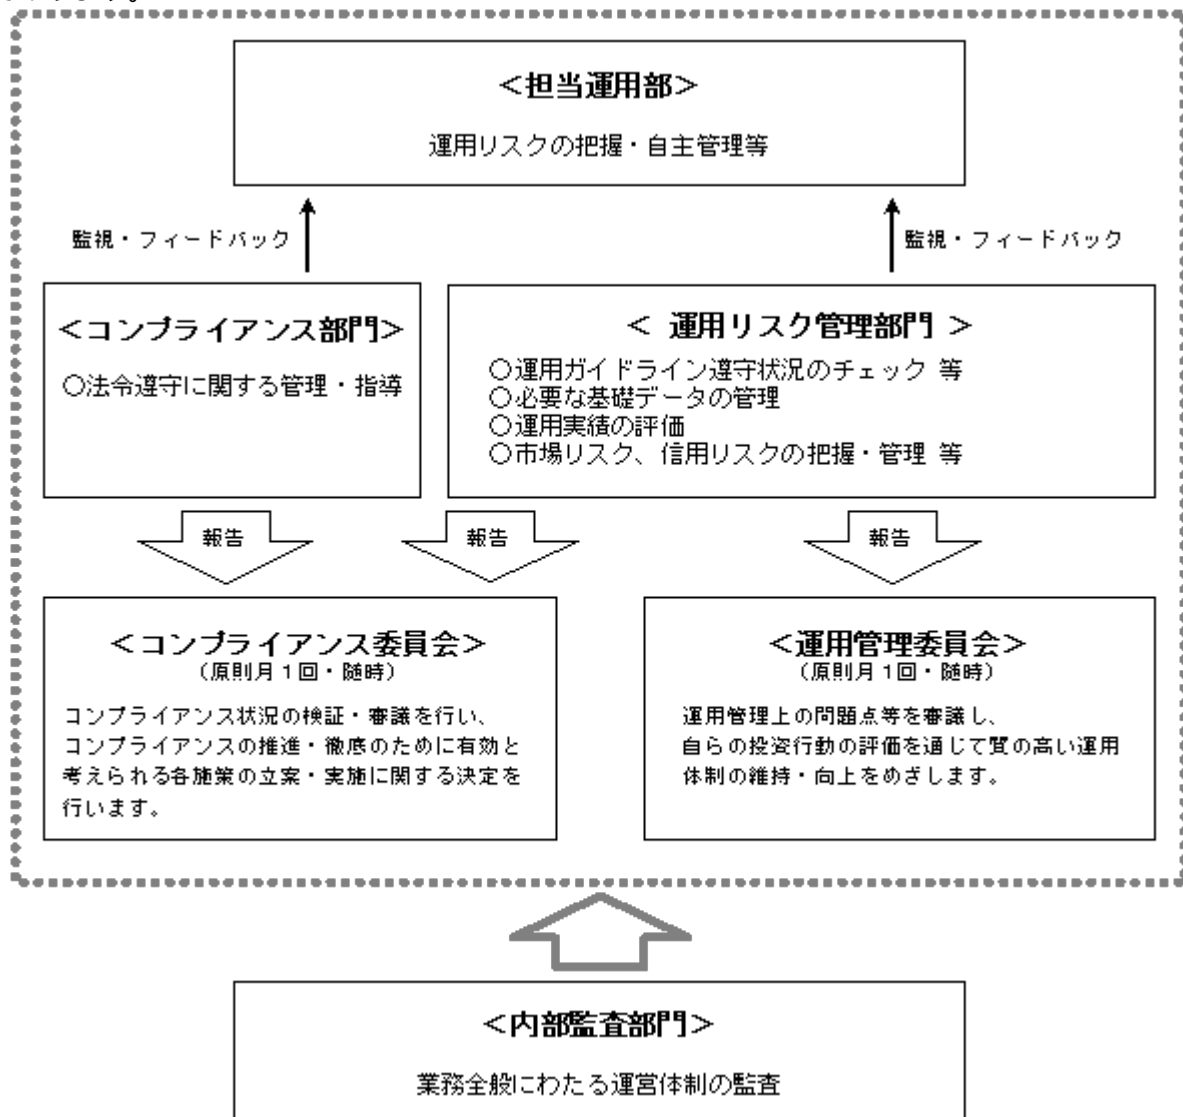 ＜担当運用部＞
運用リスクの把握・自主管理等
監視・フィードバック
監視・フィードバック
＜コンプライアンス部門＞
○法令遵守に関する管理・指導
＜ 運用リスク管理部門 ＞
○運用ガイドライン遵守状況のチェック 等
○必要な基礎データの管理
○運用実績の評価
○市場リスク、信用リスクの把握・管理 等
報告
報告
報告
＜コンプライアンス委員会＞
（原則月１回・随時）
コンプライアンス状況の検証・審議を行い、
コンプライアンスの推進・徹底のために有効と
考えられる各施策の立案・実施に関する決定を
行います。
＜運用管理委員会＞
（原則月１回・随時）
運用管理上の問題点等を審議し、
自らの投資行動の評価を通じて質の高い運用
体制の維持・向上をめざします。
＜内部監査部門＞
業務全般にわたる運営体制の監査